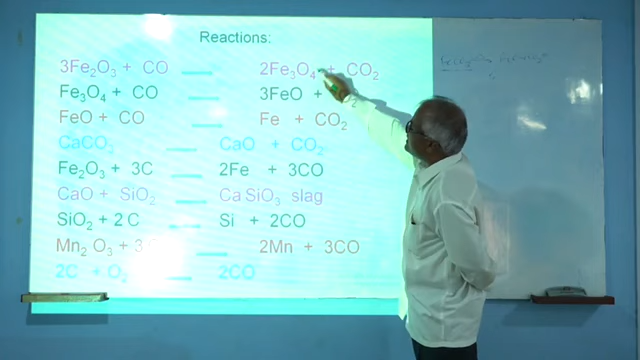 Reactions:
3Fe₂O₃ + CO 2Fe₃O₄ + CO₂
Fe₃O₄ + CO 3FeO +
FeO + CO Fe + CO₂
CaCO₃ CaO + CO₂
Fe₂O₃ + 3C 2Fe + 3CO
CaO + SiO₂ Ca SiO₃ slag
SiO₂ + 2 C Si + 2CO
Mn₂ O₃ + 2Mn + 3CO
2C + O₂ 2CO